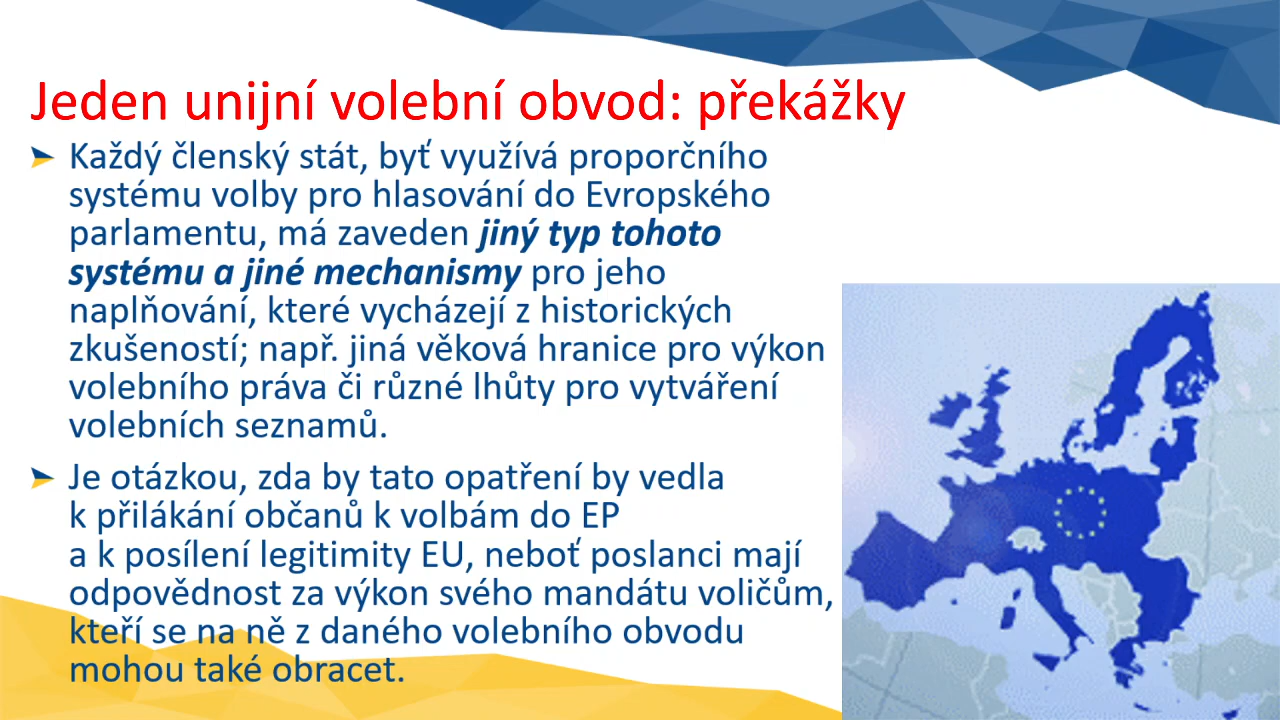 Jeden unijní volební obvod: překážky
Každý členský stát, byť využívá proporčního
systému volby pro hlasování do Evropského
parlamentu, má zaveden jiný typ tohoto
systému a jiné mechanismy pro jeho
naplňování, které vycházejí z historických
zkušeností; např. jiná věková hranice pro výkon
volebního práva či různé lhůty pro vytváření
volebních seznamů.
Je otázkou, zda by tato opatření by vedla
k přilákání občanů k volbám do EP
a k posílení legitimity EU, neboť poslanci mají
odpovědnost za výkon svého mandátu voličům,
kteří se na ně z daného volebního obvodu
mohou také obracet.